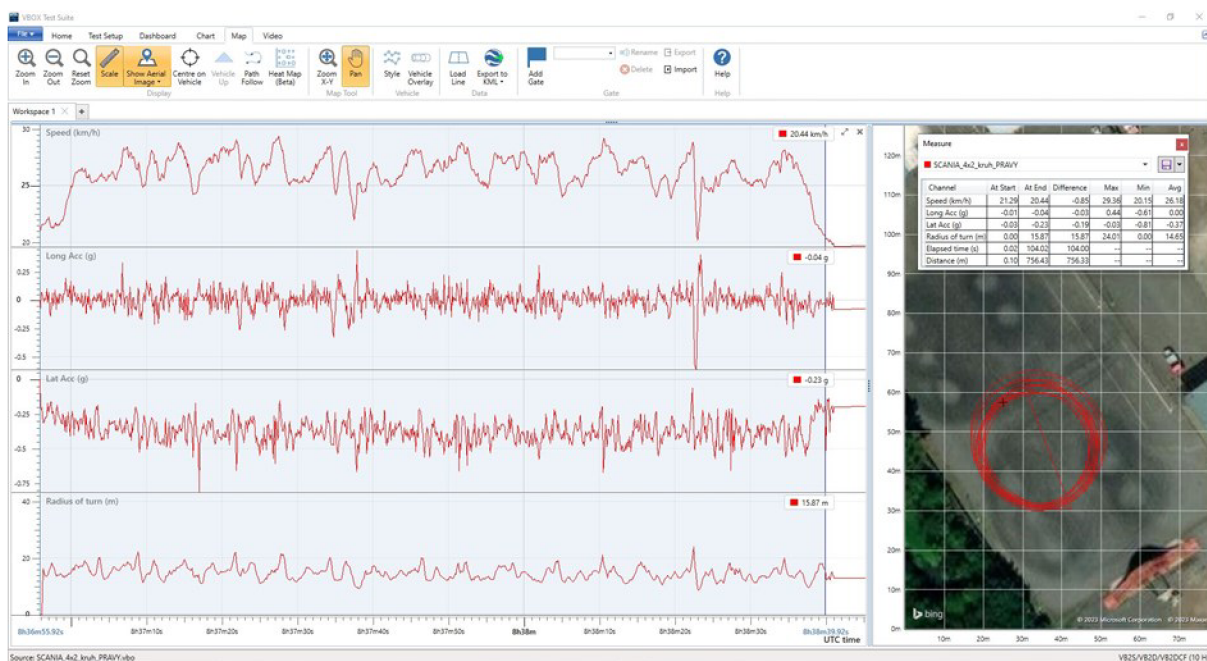 VBOX Test Suite
File Home Test Setup Dashboard Chart Map Video
Zoom In Zoom Out Reset Zoom Scale Show Aerial Image Centre on Vehicle Vehicle Up Path Follow Heat Map (Beta) Zoom X-Y Pan Style Vehicle Overlay Load Line Export to KML Add Gate Rename Export Delete Import Help
Display Map Tool Vehicle Data Gate Help
Workspace 1
Speed (km/h) 20.44 km/h
30
25
20
Long Acc (g) -0.04 g
0.25
0
-0.25
-0.5
Lat Acc (g) -0.23 g
0
-0.25
-0.5
-0.75
Radius of turn (m) 15.87 m
40
20
0
8h36m55.92s 8h37m10s 8h37m20s 8h37m30s 8h37m40s 8h37m50s 8h38m 8h38m10s 8h38m20s 8h38m30s 8h38m39.92s
UTC time
Measure
SCANIA_4x2_kruh_PRAVY
Channel At Start At End Difference Max Min Avg
Speed (km/h) 21.29 20.44 -0.85 29.36 20.15 26.18
Long Acc (g) -0.01 -0.04 -0.03 0.44 -0.61 0.00
Lat Acc (g) -0.03 -0.23 -0.19 -0.03 -0.81 -0.37
Radius of turn (m) 0.00 15.87 15.87 24.01 0.00 14.65
Elapsed time (s) 0.02 104.02 104.00 -- -- --
Distance (m) 0.10 756.43 756.33 -- -- --
120m
110m
100m
90m
80m
70m
60m
50m
40m
30m
20m
10m
0m
bing
© 2023 Microsoft Corporation © 2023 Maxar
10m 20m 30m 40m 50m 60m 70m
Source: SCANIA_4x2_kruh_PRAVY.vbo VB2S/VB2D/VB2DCF (10 H